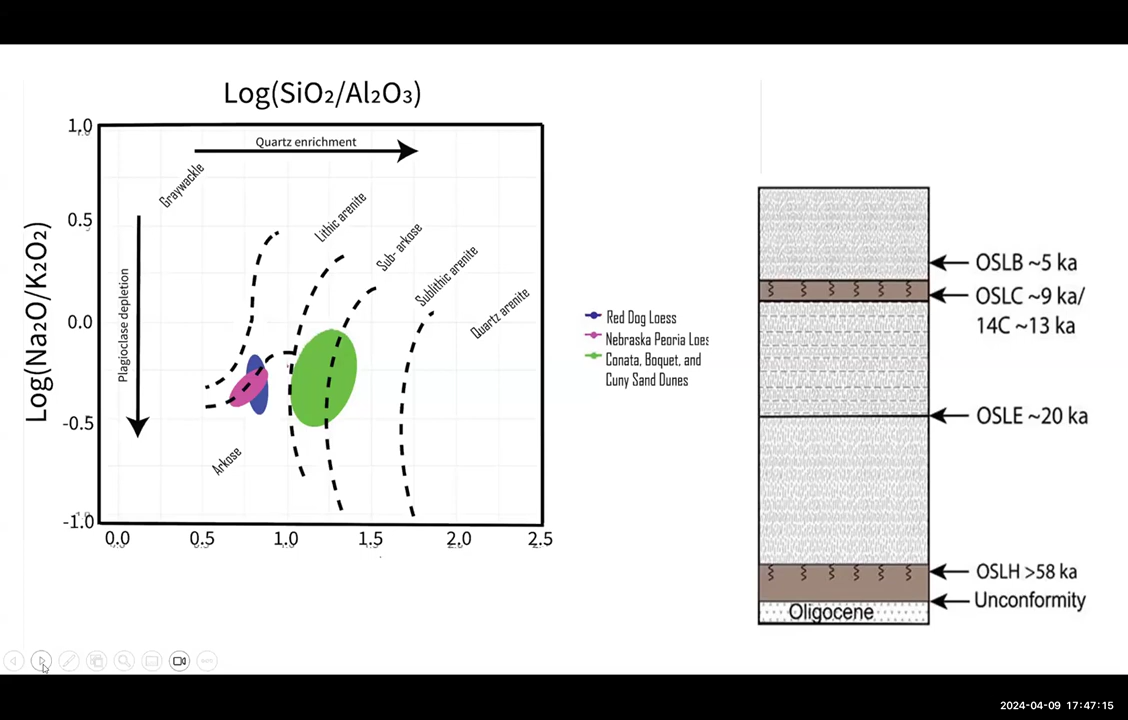 Log(SiO₂/Al₂O₃)
1.0
Quartz enrichment
Graywackle
Lithic arenite
Sub- arkose
Sublithic arenite
Quartz arenite
0.5
0.0
-0.5
-1.0
Log(Na₂O/K₂O₂)
Plagioclase depletion
Arkose
0.0 0.5 1.0 1.5 2.0 2.5
Red Dog Loess
Nebraska Peoria Loes
Conata, Boquet, and
Cuny Sand Dunes
OSLB ~5 ka
OSLC ~9 ka/
14C ~13 ka
OSLE ~20 ka
OSLH >58 ka
Unconformity
Oligocene
2024-04-09 17:47:15